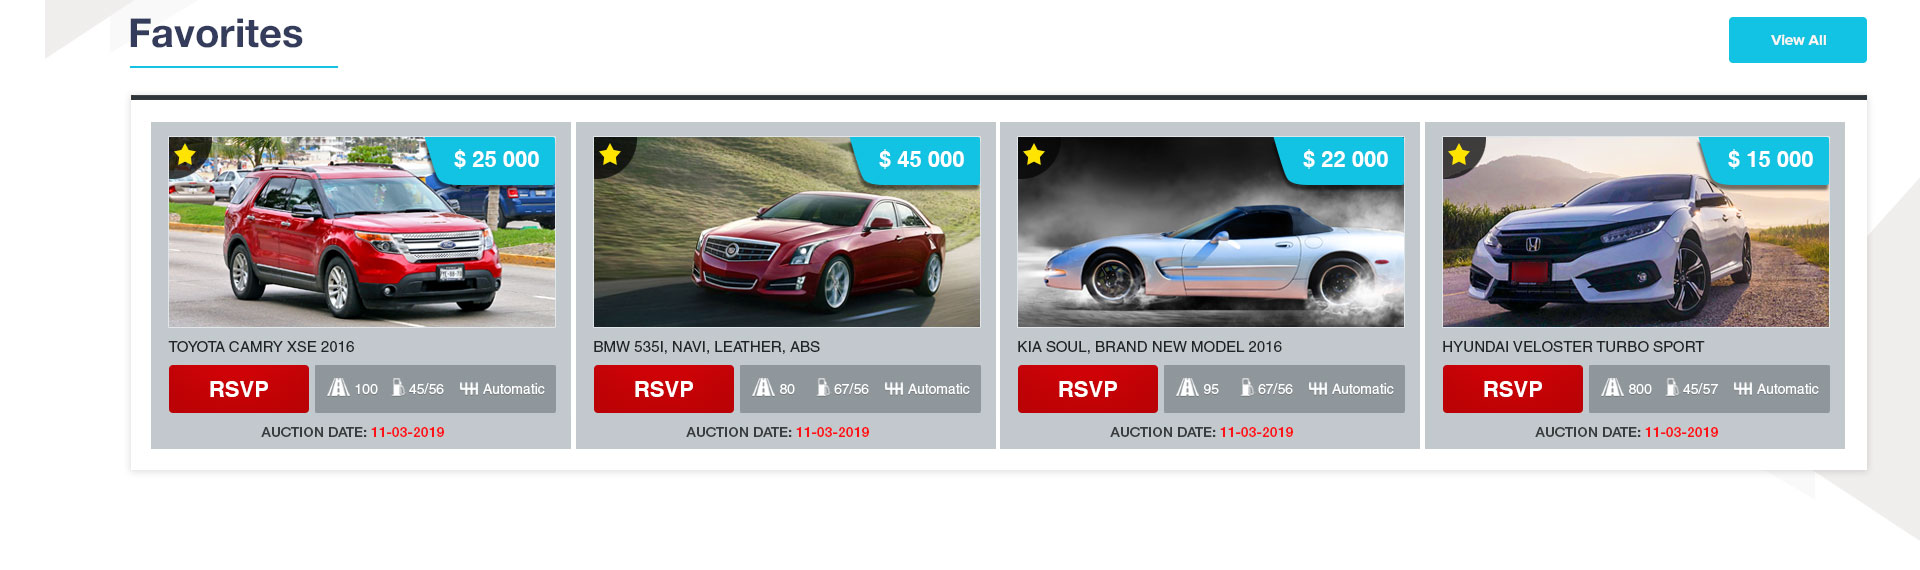 Favorites
View All
$ 25 000
$ 45 000
$ 22 000
$ 15 000
TOYOTA CAMRY XSE 2016
BMW 535I, NAVI, LEATHER, ABS
KIA SOUL, BRAND NEW MODEL 2016
HYUNDAI VELOSTER TURBO SPORT
RSVP 100 45/56 Automatic
RSVP 80 67/56 Automatic
RSVP 95 67/56 Automatic
RSVP 800 45/57 Automatic
AUCTION DATE: 11-03-2019
AUCTION DATE: 11-03-2019
AUCTION DATE: 11-03-2019
AUCTION DATE: 11-03-2019